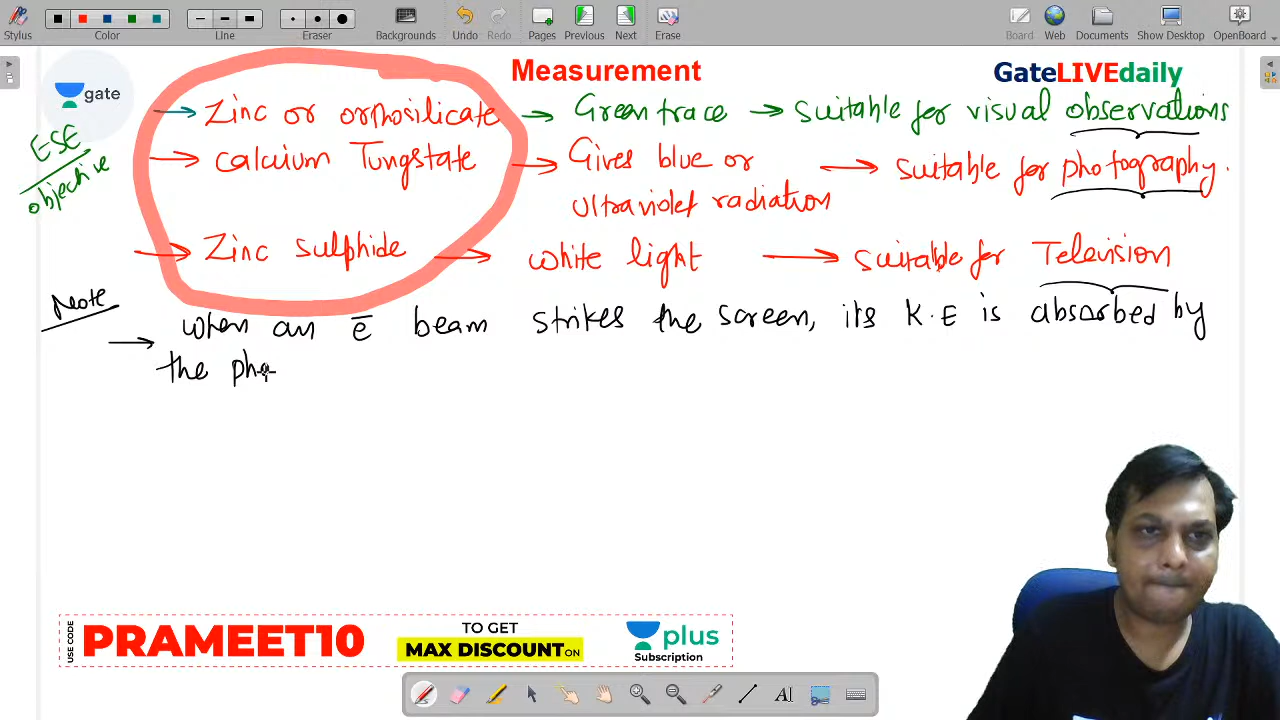 Stylus Color Line Eraser Backgrounds Undo Redo Pages Previous Next Erase Board Web Documents Show Desktop OpenBoard
gate
Measurement
GateLIVEdaily
ESE
objective
→ Zinc or orthosilicate → Green trace → suitable for visual observations
→ calcium Tungstate → Gives blue or → suitable for photography.
ultraviolet radiation
→ Zinc sulphide → white light → suitable for Television
Note
→ when an e̅ beam strikes the screen, its K.E is absorbed by
the pho
USE CODE
PRAMEET10
TO GET
MAX DISCOUNT ON
plus
Subscription